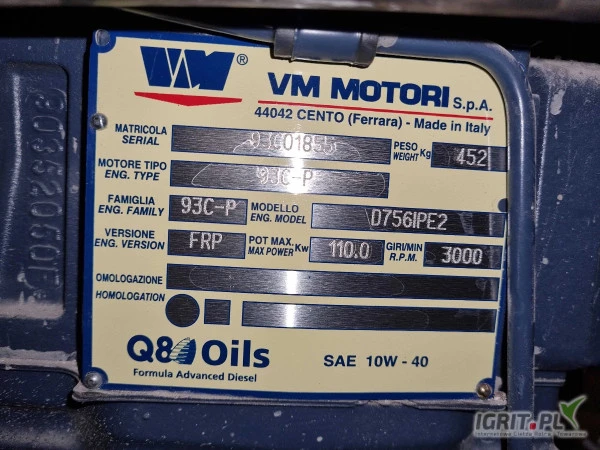 VM ®
VM MOTORI S.p.A.
44042 CENTO (Ferrara) - Made in Italy
MATRICOLA
SERIAL
93C01855
PESO
WEIGHT Kg
452
MOTORE TIPO
ENG. TYPE
93C-P
FAMIGLIA
ENG. FAMILY
93C-P
MODELLO
ENG. MODEL
D756IPE2
VERSIONE
ENG. VERSION
FRP
POT MAX.
MAX POWER Kw
110.0
GIRI/MIN
R.P.M.
3000
OMOLOGAZIONE
HOMOLOGATION
Q8 Oils
Formula Advanced Diesel
SAE 10W - 40
IGRIT.PL